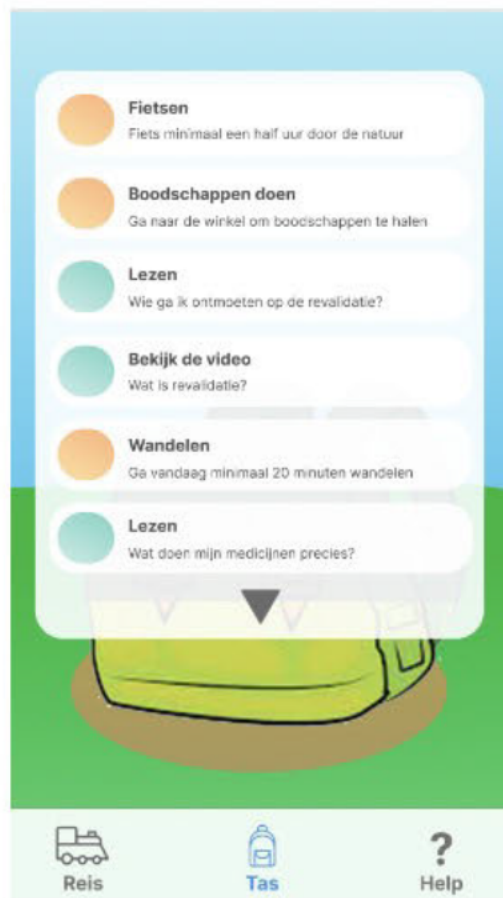 Fietsen
Fiets minimaal een half uur door de natuur
Boodschappen doen
Ga naar de winkel om boodschappen te halen
Lezen
Wie ga ik ontmoeten op de revalidatie?
Bekijk de video
Wat is revalidatie?
Wandelen
Ga vandaag minimaal 20 minuten wandelen
Lezen
Wat doen mijn medicijnen precies?
?
Reis
Tas
Help